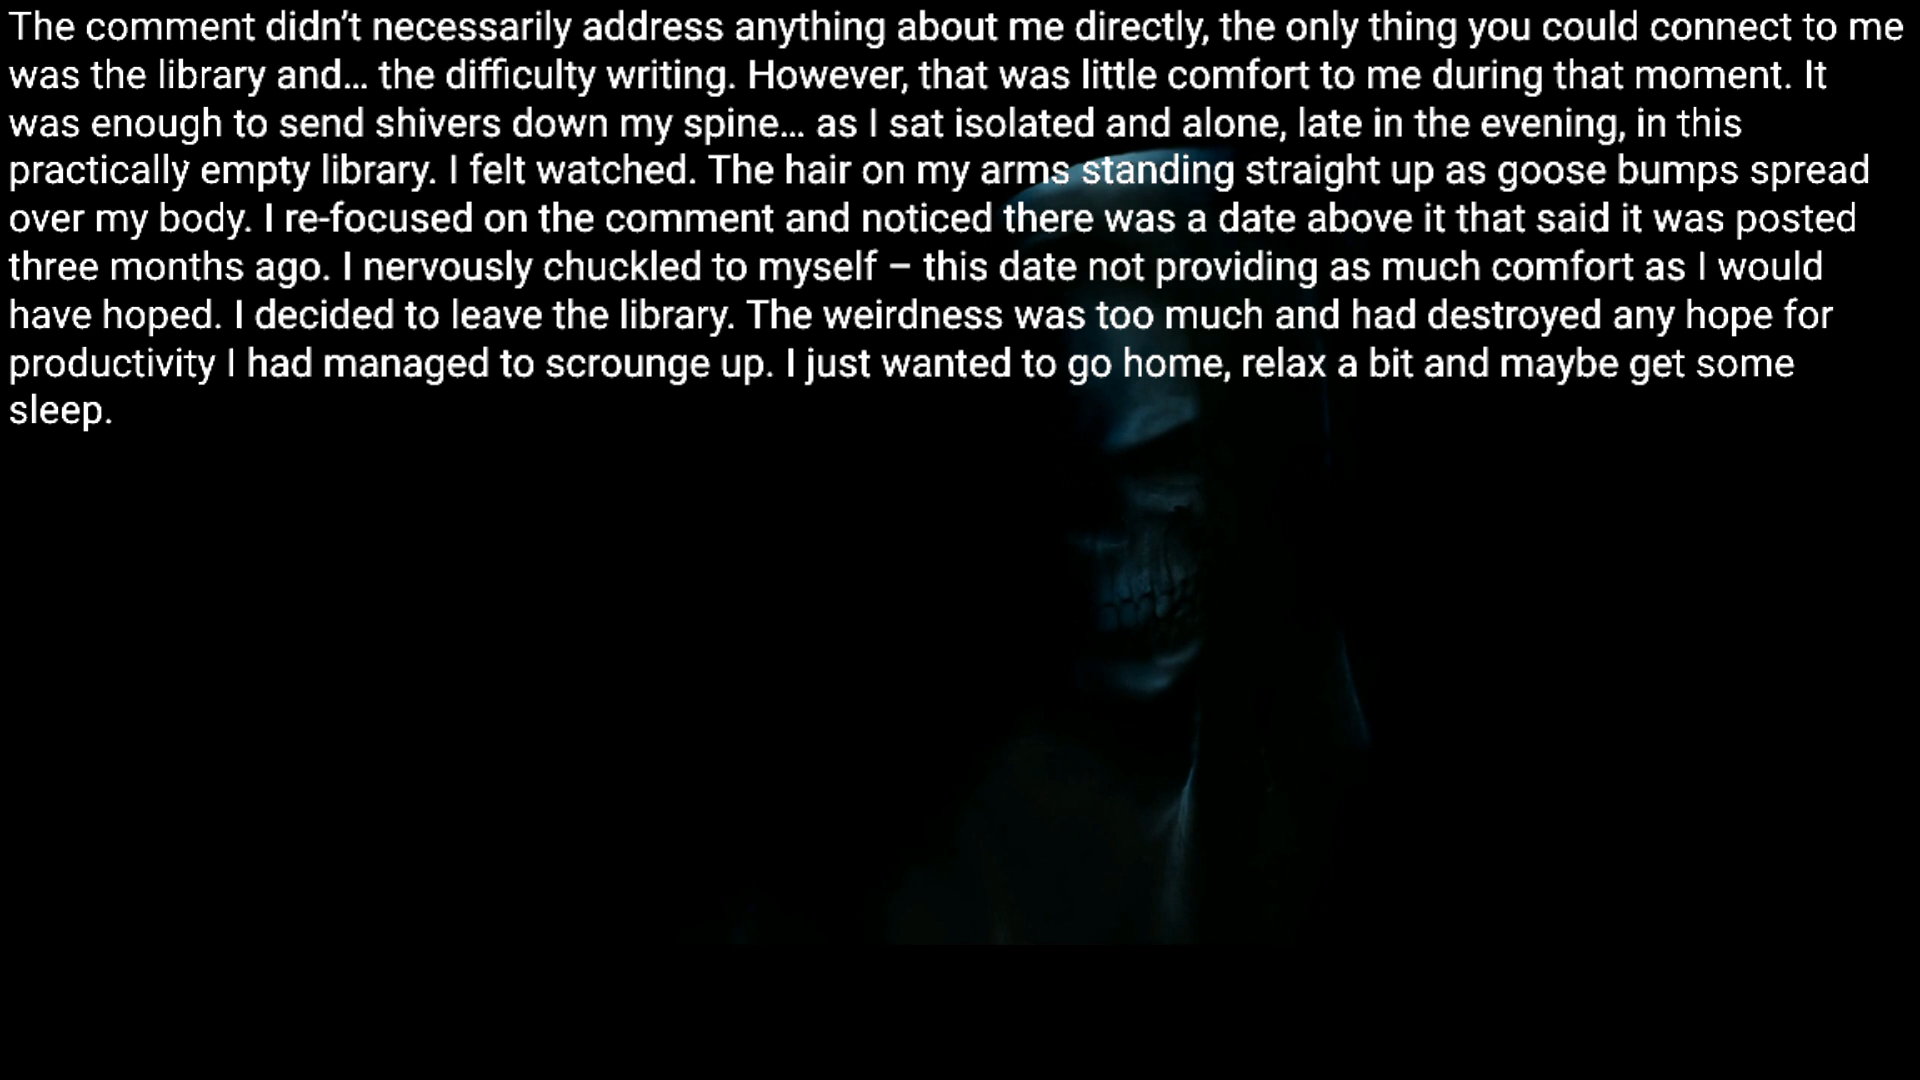 The comment didn’t necessarily address anything about me directly, the only thing you could connect to me
was the library and… the difficulty writing. However, that was little comfort to me during that moment. It
was enough to send shivers down my spine… as I sat isolated and alone, late in the evening, in this
practically empty library. I felt watched. The hair on my arms standing straight up as goose bumps spread
over my body. I re-focused on the comment and noticed there was a date above it that said it was posted
three months ago. I nervously chuckled to myself – this date not providing as much comfort as I would
have hoped. I decided to leave the library. The weirdness was too much and had destroyed any hope for
productivity I had managed to scrounge up. I just wanted to go home, relax a bit and maybe get some
sleep.